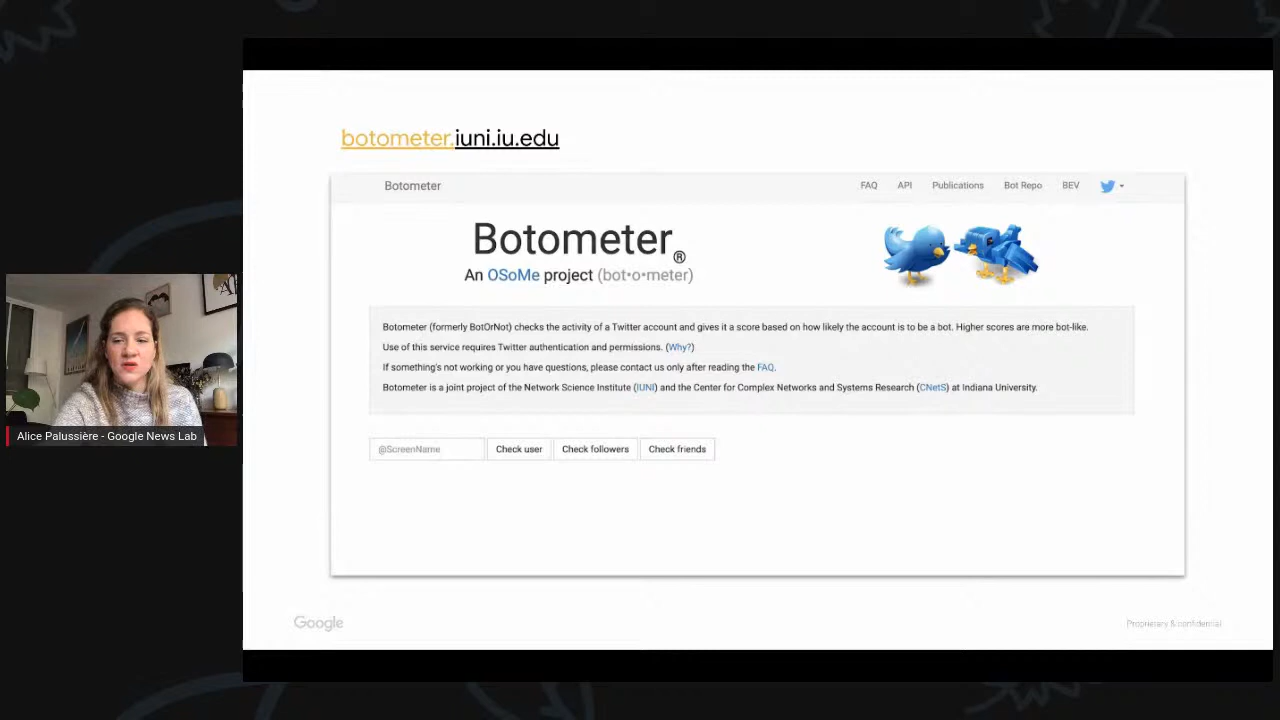 botometer.iuni.iu.edu
Botometer
FAQ API Publications Bot Repo BEV
Botometer®
An OSoMe project (bot•o•meter)
Botometer (formerly BotOrNot) checks the activity of a Twitter account and gives it a score based on how likely the account is to be a bot. Higher scores are more bot-like.
Use of this service requires Twitter authentication and permissions. (Why?)
If something's not working or you have questions, please contact us only after reading the FAQ.
Botometer is a joint project of the Network Science Institute (IUNI) and the Center for Complex Networks and Systems Research (CNetS) at Indiana University.
@ScreenName Check user Check followers Check friends
Alice Palussière - Google News Lab
Google
Proprietary & confidential